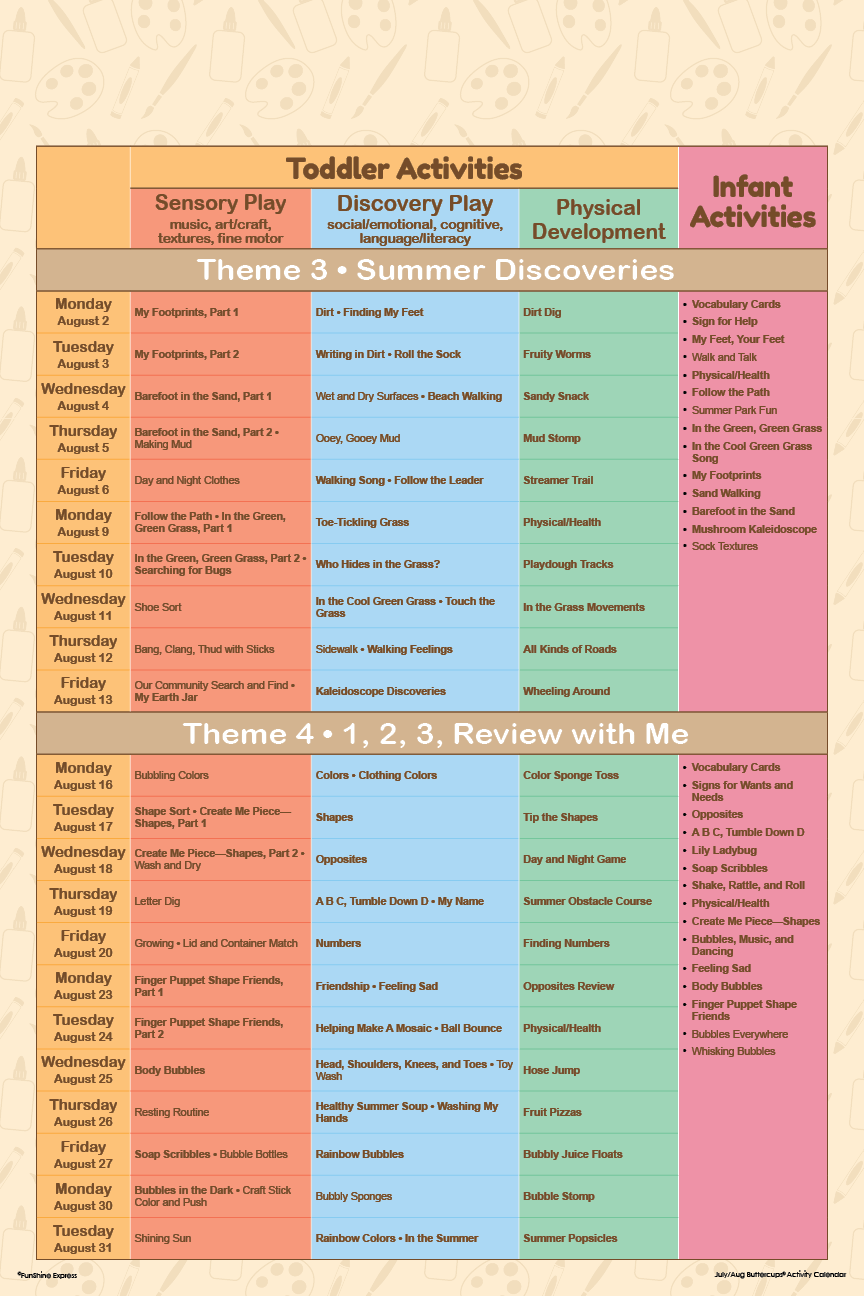 Toddler Activities
Infant
Activities
Sensory Play
music, art/craft,
textures, fine motor
Discovery Play
social/emotional, cognitive,
language/literacy
Physical
Development
Theme 3 • Summer Discoveries
Monday
August 2
My Footprints, Part 1
Dirt • Finding My Feet
Dirt Dig
Tuesday
August 3
My Footprints, Part 2
Writing in Dirt • Roll the Sock
Fruity Worms
Wednesday
August 4
Barefoot in the Sand, Part 1
Wet and Dry Surfaces • Beach Walking
Sandy Snack
Thursday
August 5
Barefoot in the Sand, Part 2 •
Making Mud
Ooey, Gooey Mud
Mud Stomp
Friday
August 6
Day and Night Clothes
Walking Song • Follow the Leader
Streamer Trail
Monday
August 9
Follow the Path • In the Green,
Green Grass, Part 1
Toe-Tickling Grass
Physical/Health
Tuesday
August 10
In the Green, Green Grass, Part 2 •
Searching for Bugs
Who Hides in the Grass?
Playdough Tracks
Wednesday
August 11
Shoe Sort
In the Cool Green Grass • Touch the
Grass
In the Grass Movements
Thursday
August 12
Bang, Clang, Thud with Sticks
Sidewalk • Walking Feelings
All Kinds of Roads
Friday
August 13
Our Community Search and Find •
My Earth Jar
Kaleidoscope Discoveries
Wheeling Around
• Vocabulary Cards
• Sign for Help
• My Feet, Your Feet
• Walk and Talk
• Physical/Health
• Follow the Path
• Summer Park Fun
• In the Green, Green Grass
• In the Cool Green Grass
Song
• My Footprints
• Sand Walking
• Barefoot in the Sand
• Mushroom Kaleidoscope
• Sock Textures
Theme 4 • 1, 2, 3, Review with Me
Monday
August 16
Bubbling Colors
Colors • Clothing Colors
Color Sponge Toss
Tuesday
August 17
Shape Sort • Create Me Piece—
Shapes, Part 1
Shapes
Tip the Shapes
Wednesday
August 18
Create Me Piece—Shapes, Part 2 •
Wash and Dry
Opposites
Day and Night Game
Thursday
August 19
Letter Dig
A B C, Tumble Down D • My Name
Summer Obstacle Course
Friday
August 20
Growing • Lid and Container Match
Numbers
Finding Numbers
Monday
August 23
Finger Puppet Shape Friends,
Part 1
Friendship • Feeling Sad
Opposites Review
Tuesday
August 24
Finger Puppet Shape Friends,
Part 2
Helping Make A Mosaic • Ball Bounce
Physical/Health
Wednesday
August 25
Body Bubbles
Head, Shoulders, Knees, and Toes • Toy
Wash
Hose Jump
Thursday
August 26
Resting Routine
Healthy Summer Soup • Washing My
Hands
Fruit Pizzas
Friday
August 27
Soap Scribbles • Bubble Bottles
Rainbow Bubbles
Bubbly Juice Floats
Monday
August 30
Bubbles in the Dark • Craft Stick
Color and Push
Bubbly Sponges
Bubble Stomp
Tuesday
August 31
Shining Sun
Rainbow Colors • In the Summer
Summer Popsicles
• Vocabulary Cards
• Signs for Wants and
Needs
• Opposites
• A B C, Tumble Down D
• Lily Ladybug
• Soap Scribbles
• Shake, Rattle, and Roll
• Physical/Health
• Create Me Piece—Shapes
• Bubbles, Music, and
Dancing
• Feeling Sad
• Body Bubbles
• Finger Puppet Shape
Friends
• Bubbles Everywhere
• Whisking Bubbles
©FunShine Express
July/Aug Buttercups® Activity Calendar